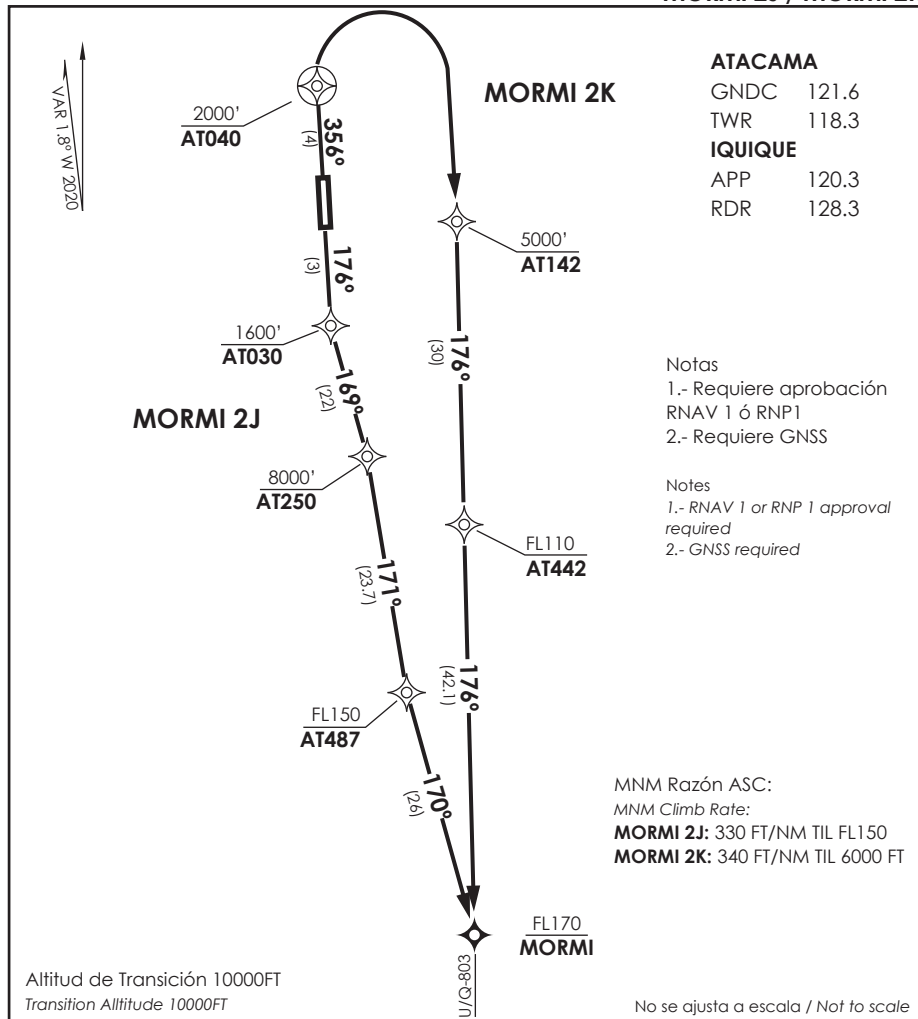 VAR 1.8° W 2020
2000'
AT040
356°
(4)
MORMI 2K
ATACAMA
GNDC 121.6
TWR 118.3
IQUIQUE
APP 120.3
RDR 128.3
176°
(3)
5000'
AT142
1600'
AT030
176°
(30)
169°
(22)
MORMI 2J
Notas
1.- Requiere aprobación
RNAV 1 ó RNP1
2.- Requiere GNSS
8000'
AT250
Notes
1.- RNAV 1 or RNP 1 approval
required
2.- GNSS required
FL110
AT442
171°
(23.7)
176°
(42.1)
FL150
AT487
170°
(26)
MNM Razón ASC:
MNM Climb Rate:
MORMI 2J: 330 FT/NM TIL FL150
MORMI 2K: 340 FT/NM TIL 6000 FT
FL170
MORMI
U/Q-803
Altitud de Transición 10000FT
Transition Alltitude 10000FT
No se ajusta a escala / Not to scale